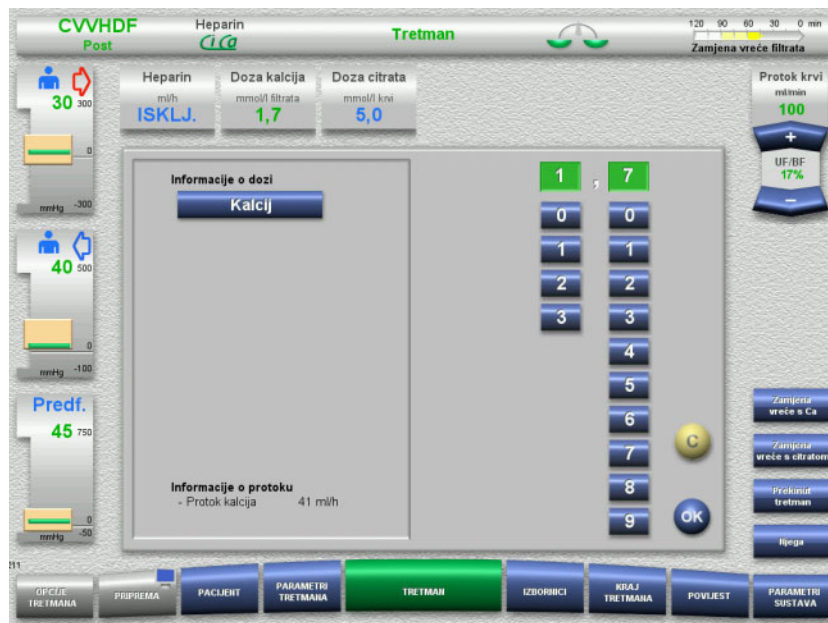 CVVHDF
Post
Heparin
CiCa
Tretman
120 90 60 30 0 min
Zamjena vreće filtrata
30 300
0
mmHg -300
40 500
0
mmHg -100
Predf.
45 750
0
mmHg -50
Heparin
ml/h
ISKLJ.
Doza kalcija
mmol/l filtrata
1,7
Doza citrata
mmol/l krvi
5,0
Protok krvi
ml/min
100
+
UF/BF
17%
−
Informacije o dozi
Kalcij
Informacije o protoku
- Protok kalcija 41 ml/h
1 , 7
0 0
1 1
2 2
3 3
4
5
6
7
8
9
C
OK
Zamjena
vreće s Ca
Zamjena
vreće s citratom
Prekinut
tretman
Njega
211
OPCIJE
TRETMANA
PRIPREMA
PACIJENT
PARAMETRI
TRETMANA
TRETMAN
IZBORNICI
KRAJ
TRETMANA
POVIJEST
PARAMETRI
SUSTAVA